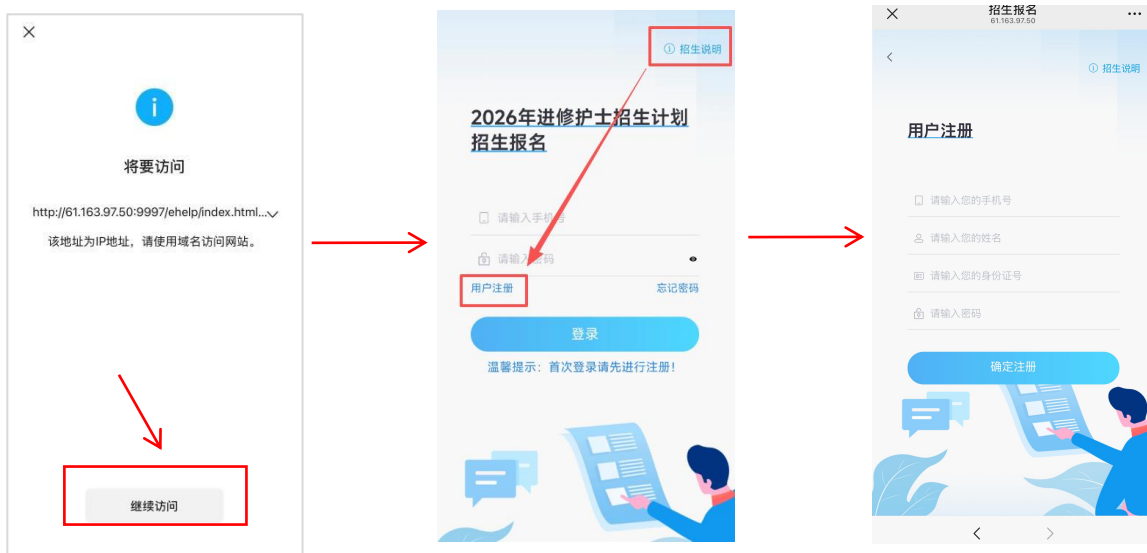 将要访问
http://61.163.97.50:9997/ehelp/index.html...
该地址为IP地址，请使用域名访问网站。
继续访问
招生说明
2026年进修护士招生计划
招生报名
请输入手机号
请输入密码
用户注册
忘记密码
登录
温馨提示：首次登录请先进行注册！
招生报名
61.163.97.50
招生说明
用户注册
请输入您的手机号
请输入您的姓名
请输入您的身份证号
请输入密码
确定注册